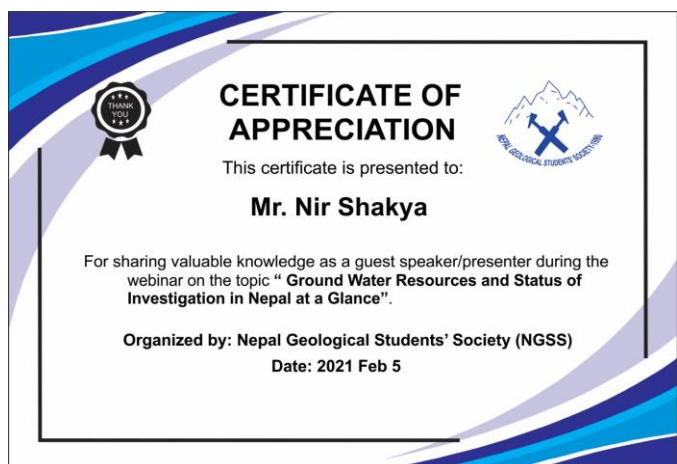 THANK
YOU
CERTIFICATE OF
APPRECIATION
NEPAL GEOLOGICAL STUDENTS' SOCIETY-1990
This certificate is presented to:
Mr. Nir Shakya
For sharing valuable knowledge as a guest speaker/presenter during the
webinar on the topic “ Ground Water Resources and Status of
Investigation in Nepal at a Glance”.
Organized by: Nepal Geological Students’ Society (NGSS)
Date: 2021 Feb 5